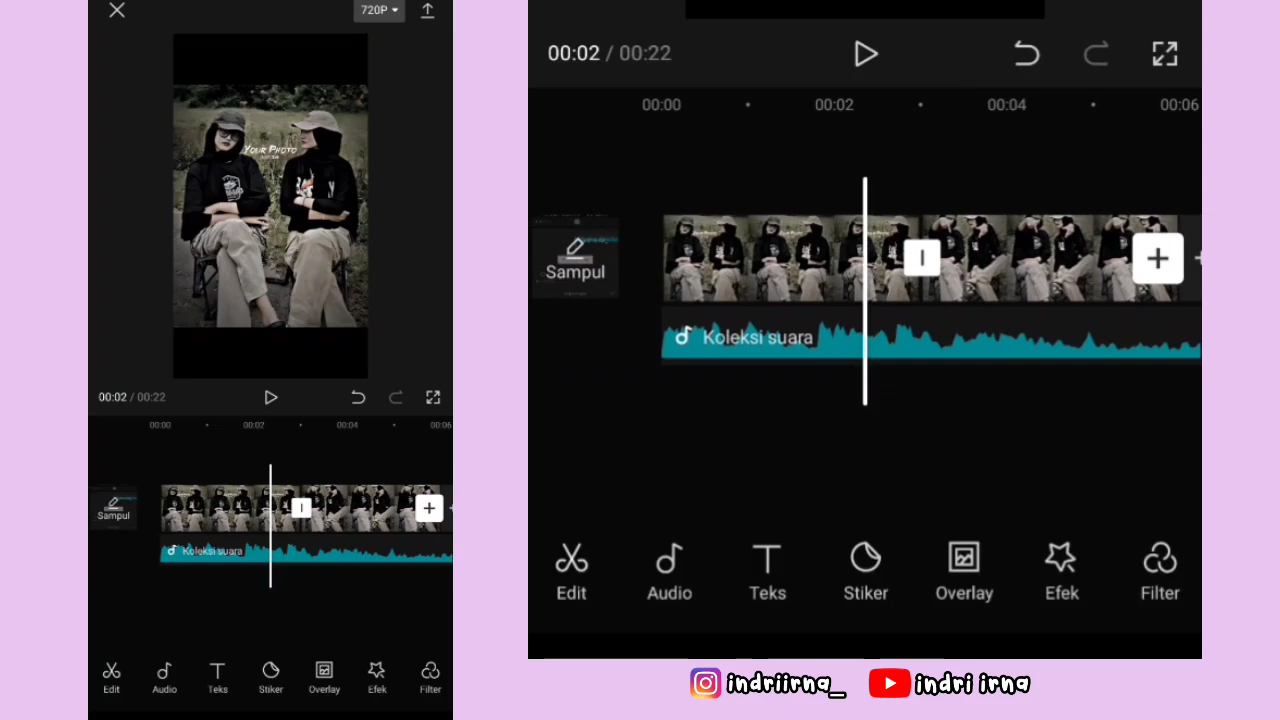 720P
YOUR PHOTO
00:02 / 00:22
00:00
00:02
00:04
00:06
Sampul
Koleksi suara
Edit
Audio
Teks
Stiker
Overlay
Efek
Filter
00:02 / 00:22
00:00
00:02
00:04
00:06
Sampul
Koleksi suara
Edit
Audio
Teks
Stiker
Overlay
Efek
Filter
indriirna_
indri irna